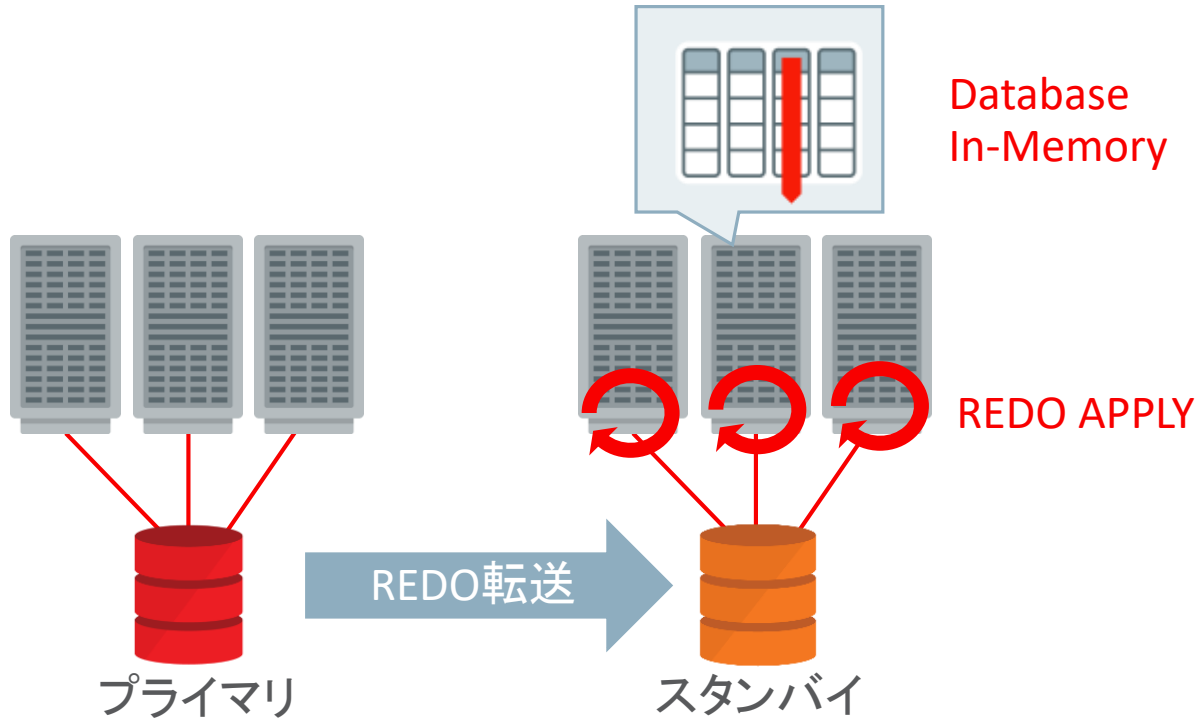 Database
In-Memory
REDO APPLY
REDO転送
プライマリ
スタンバイ